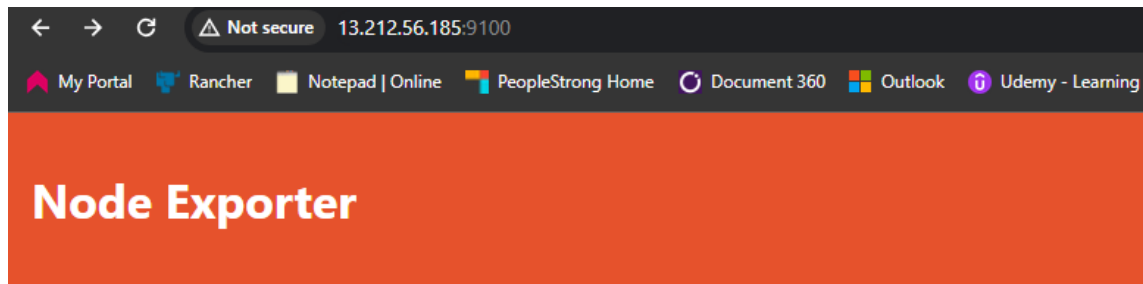 Not secure 13.212.56.185:9100
My Portal Rancher Notepad | Online PeopleStrong Home Document 360 Outlook Udemy - Learning
Node Exporter